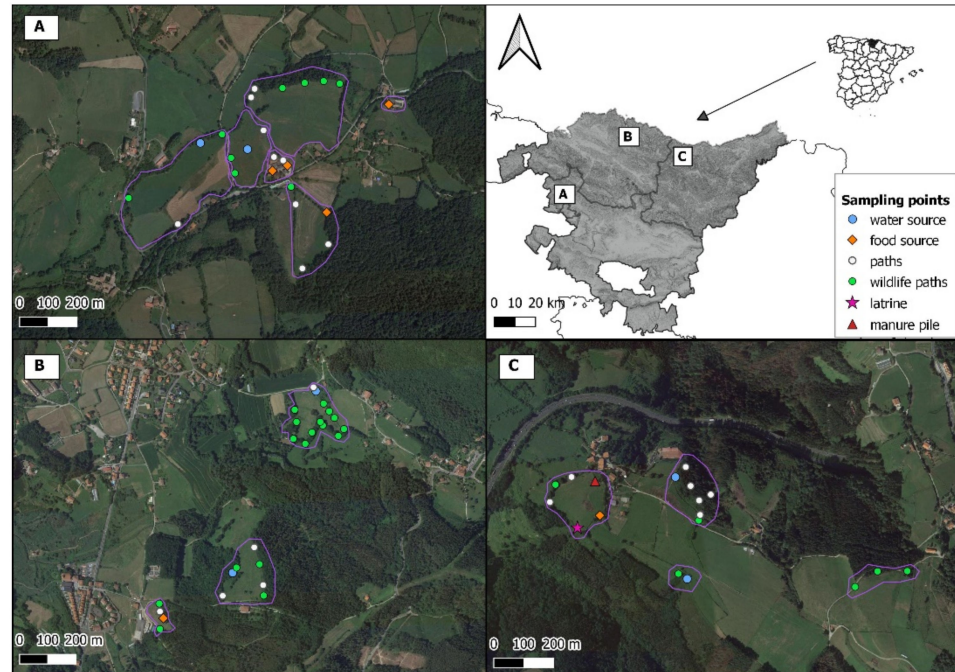 A
0 100 200 m
B
C
A
0 10 20 km
Sampling points
water source
food source
paths
wildlife paths
latrine
manure pile
B
0 100 200 m
C
0 100 200 m